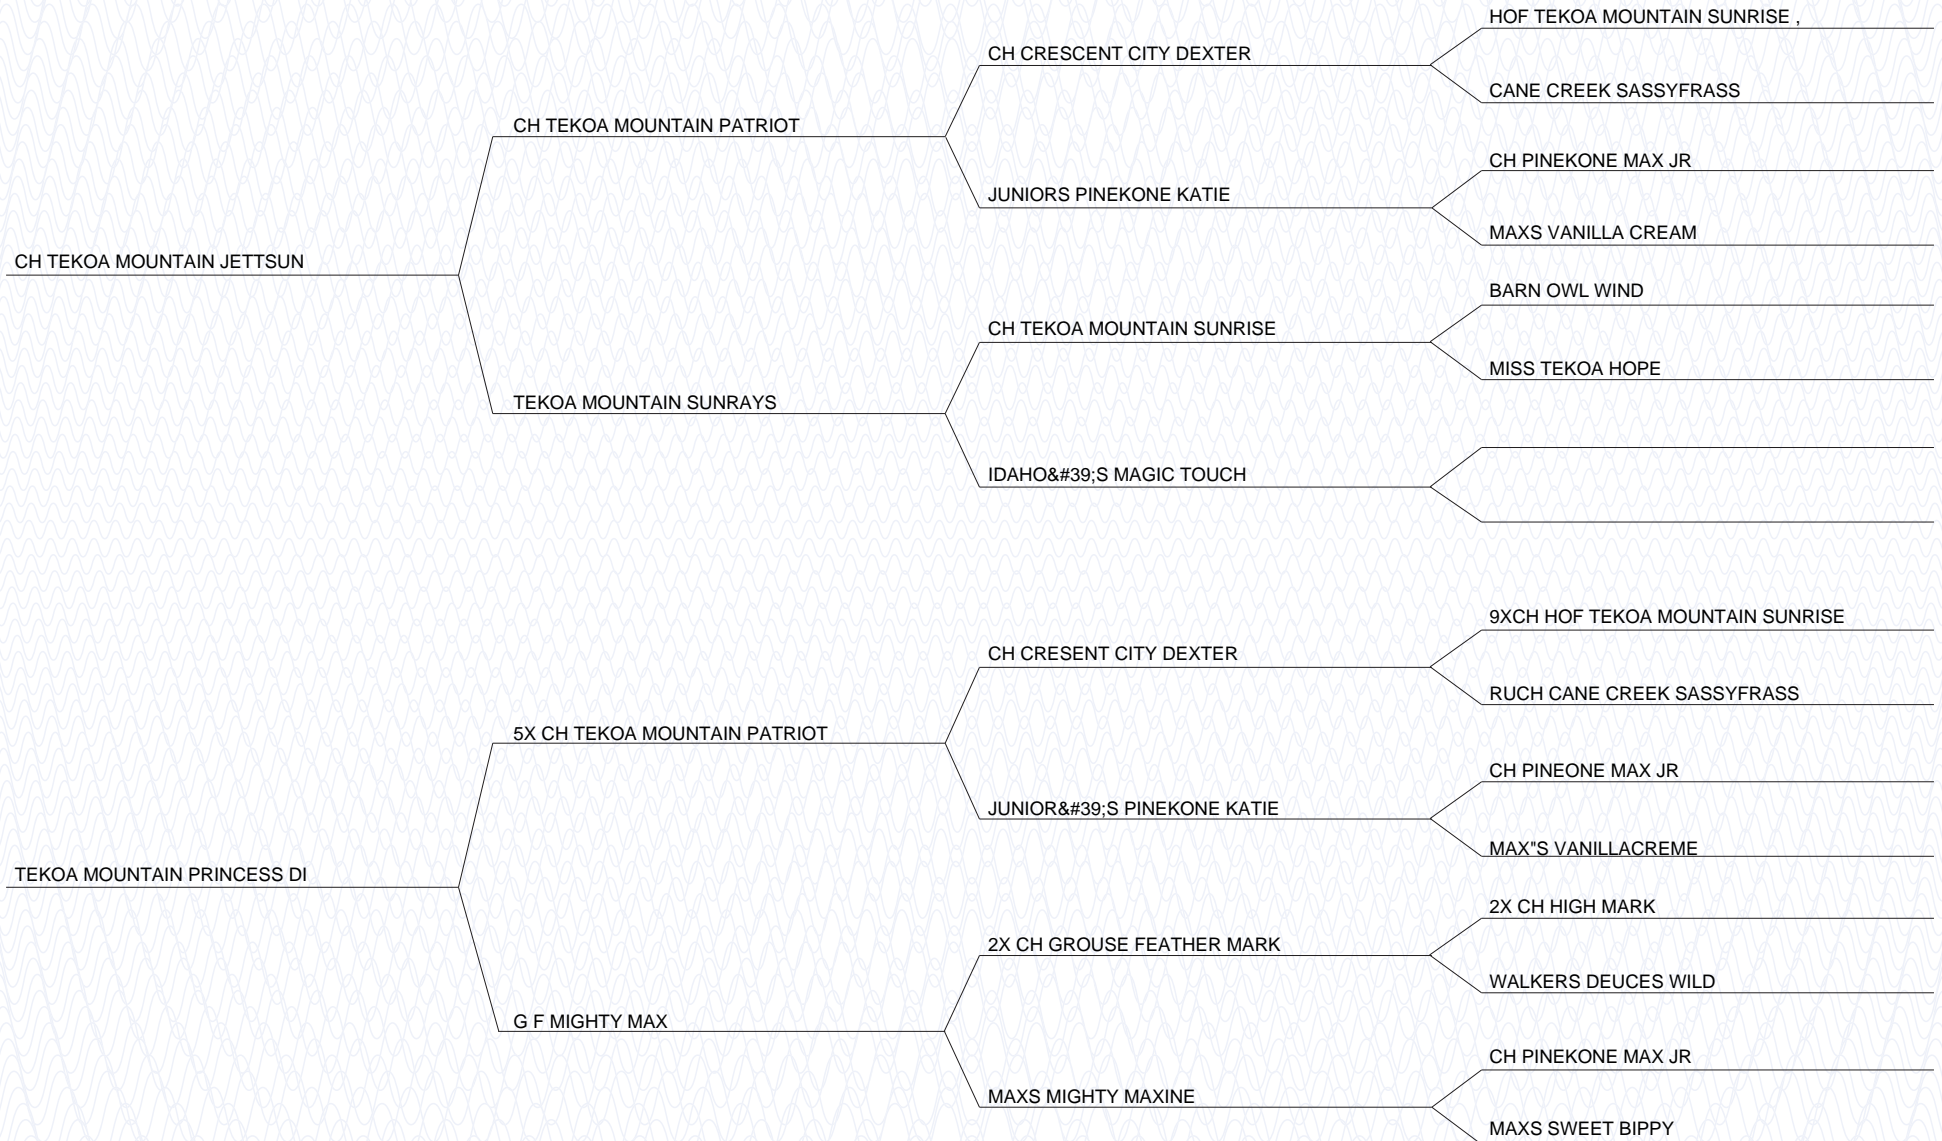 HOF TEKOA MOUNTAIN SUNRISE ,
CH CRESCENT CITY DEXTER
CANE CREEK SASSYFRASS
CH TEKOA MOUNTAIN PATRIOT
CH PINEKONE MAX JR
JUNIORS PINEKONE KATIE
MAXS VANILLA CREAM
CH TEKOA MOUNTAIN JETTSUN
BARN OWL WIND
CH TEKOA MOUNTAIN SUNRISE
MISS TEKOA HOPE
TEKOA MOUNTAIN SUNRAYS
IDAHO&#39;S MAGIC TOUCH
9XCH HOF TEKOA MOUNTAIN SUNRISE
CH CRESENT CITY DEXTER
RUCH CANE CREEK SASSYFRASS
5X CH TEKOA MOUNTAIN PATRIOT
CH PINEONE MAX JR
JUNIOR&#39;S PINEKONE KATIE
MAX"S VANILLACREME
TEKOA MOUNTAIN PRINCESS DI
2X CH HIGH MARK
2X CH GROUSE FEATHER MARK
WALKERS DEUCES WILD
G F MIGHTY MAX
CH PINEKONE MAX JR
MAXS MIGHTY MAXINE
MAXS SWEET BIPPY